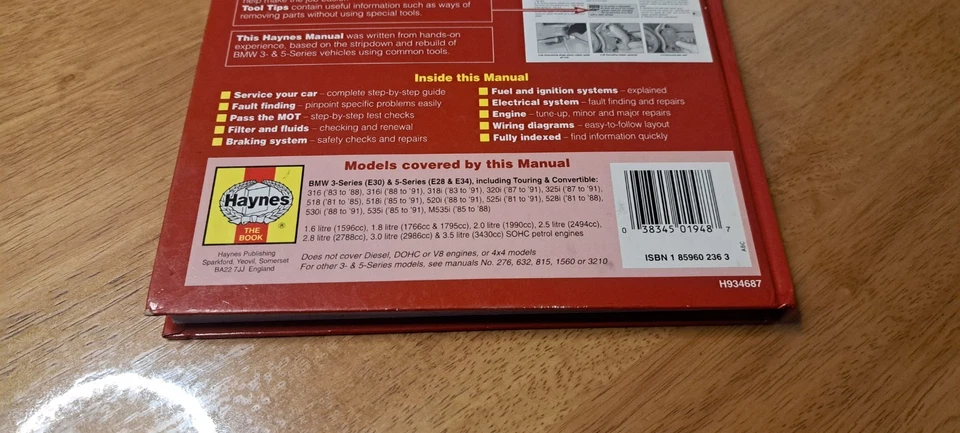 help make the job easier.
Tool Tips contain useful information such as ways of
removing parts without using special tools.
This Haynes Manual was written from hands-on
experience, based on the stripdown and rebuild of
BMW 3- & 5-Series vehicles using common tools.
Inside this Manual
Service your car – complete step-by-step guide
Fault finding – pinpoint specific problems easily
Pass the MOT – step-by-step test checks
Filter and fluids – checking and renewal
Braking system – safety checks and repairs
Fuel and ignition systems – explained
Electrical system – fault finding and repairs
Engine – tune-up, minor and major repairs
Wiring diagrams – easy-to-follow layout
Fully indexed – find information quickly
Models covered by this Manual
BMW 3-Series (E30) & 5-Series (E28 & E34), including Touring & Convertible:
316 ('83 to '88), 316i ('88 to '91), 318i ('83 to '91), 320i ('87 to '91), 325i ('87 to '91),
518 ('81 to '85), 518i ('85 to '91), 520i ('88 to '91), 525i ('81 to '91), 528i ('81 to '88),
530i ('88 to '91), 535i ('85 to '91), M535i ('85 to '88)
1.6 litre (1596cc), 1.8 litre (1766cc & 1795cc), 2.0 litre (1990cc), 2.5 litre (2494cc),
2.8 litre (2788cc), 3.0 litre (2986cc) & 3.5 litre (3430cc) SOHC petrol engines
Does not cover Diesel, DOHC or V8 engines, or 4x4 models
For other 3- & 5-Series models, see manuals No. 276, 632, 815, 1560 or 3210
Haynes
®
THE
BOOK
Haynes Publishing
Sparkford, Yeovil, Somerset
BA22 7JJ England
0 38345 01948 7
ABC
ISBN 1 85960 236 3
H934687